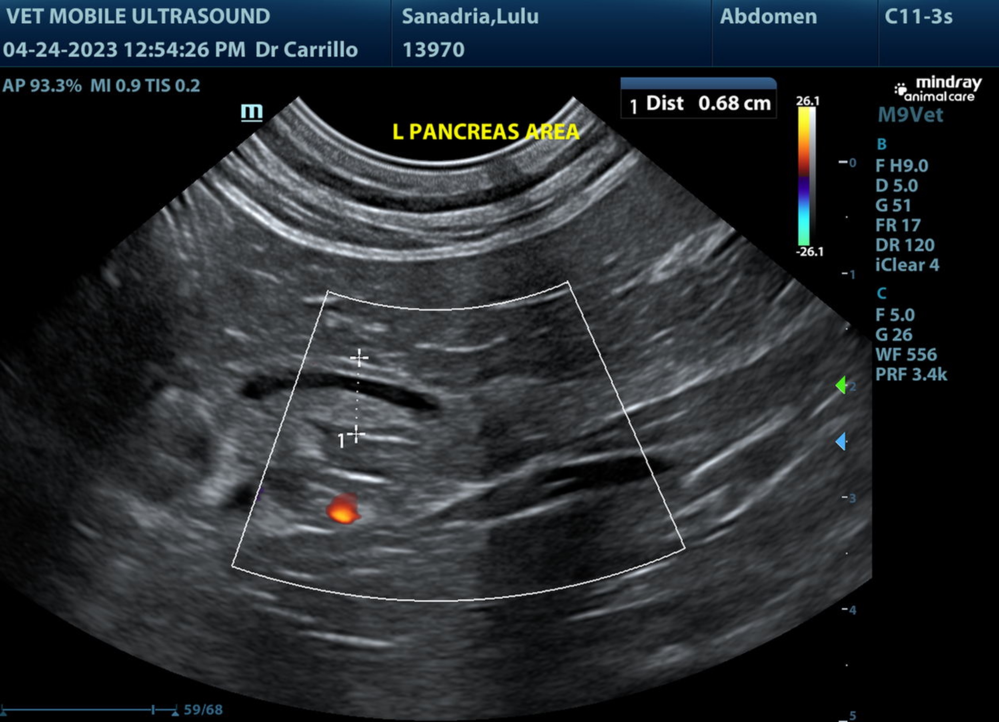 VET MOBILE ULTRASOUND
04-24-2023 12:54:26 PM Dr Carrillo
Sanadria,Lulu
13970
Abdomen
C11-3s
AP 93.3% MI 0.9 TIS 0.2
m
L PANCREAS AREA
1 Dist 0.68 cm
26.1
-26.1
mindray
animal care
M9Vet
B
F H9.0
D 5.0
G 51
FR 17
DR 120
iClear 4
C
F 5.0
G 26
WF 556
PRF 3.4k
0
1
2
3
4
5
1
59/68